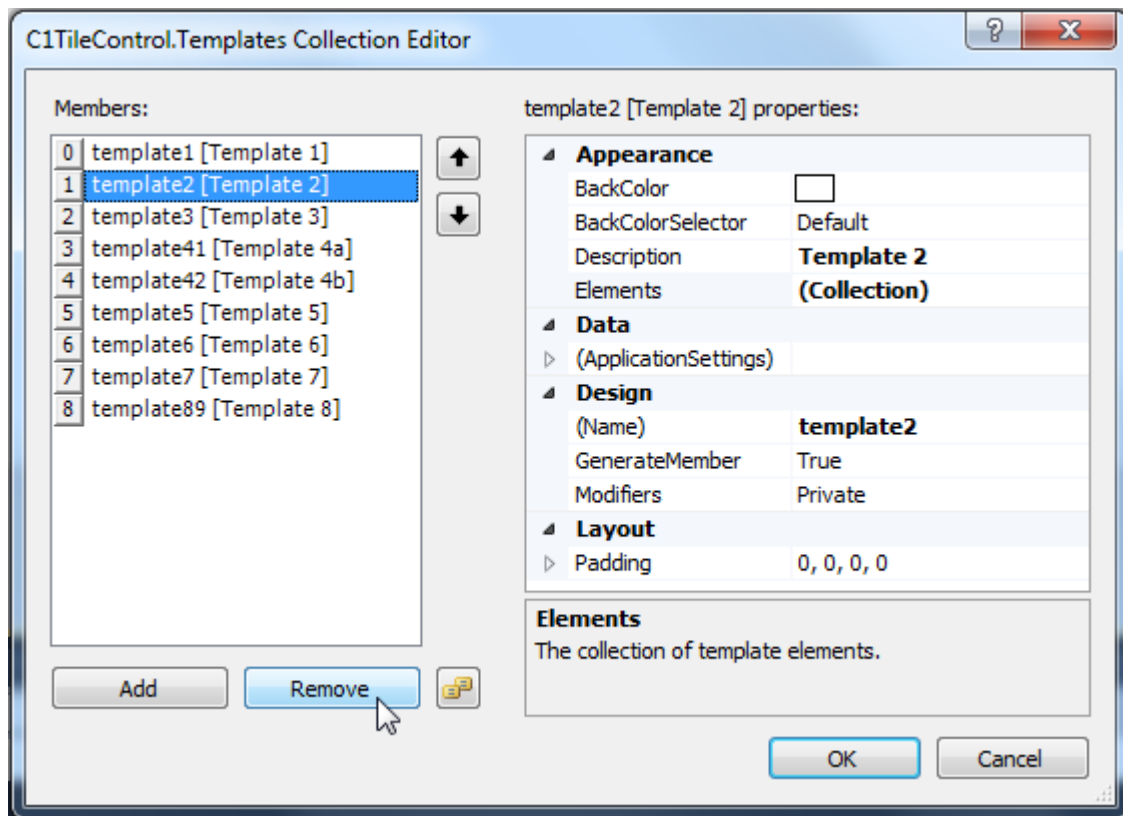 C1TileControl.Templates Collection Editor
?
Members:
0 template1 [Template 1]
1 template2 [Template 2]
2 template3 [Template 3]
3 template41 [Template 4a]
4 template42 [Template 4b]
5 template5 [Template 5]
6 template6 [Template 6]
7 template7 [Template 7]
8 template89 [Template 8]
Add
Remove
template2 [Template 2] properties:
Appearance
BackColor
BackColorSelector Default
Description Template 2
Elements (Collection)
Data
(ApplicationSettings)
Design
(Name) template2
GenerateMember True
Modifiers Private
Layout
Padding 0, 0, 0, 0
Elements
The collection of template elements.
OK
Cancel